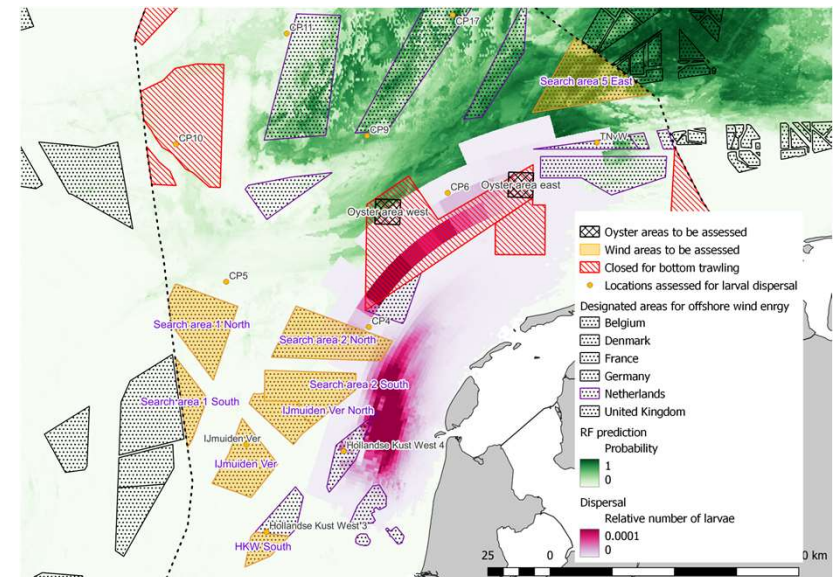 CP11
CP17
Search area 5 East
CP9
CP10
TNvW
CP6
Oyster area east
Oyster area west
CP5
Search area 1 North
CP4
Search area 2 North
Search area 2 South
Search area 1 South
IJmuiden Ver North
IJmuiden Ver
Hollandse Kust West 4
IJmuiden Ver
Hollandse Kust West 3
HKW South
Oyster areas to be assessed
Wind areas to be assessed
Closed for bottom trawling
Locations assessed for larval dispersal
Designated areas for offshore wind enrgy
Belgium
Denmark
France
Germany
Netherlands
United Kingdom
RF prediction
Probability
1
0
Dispersal
Relative number of larvae
0.0001
0
25
0
0 km